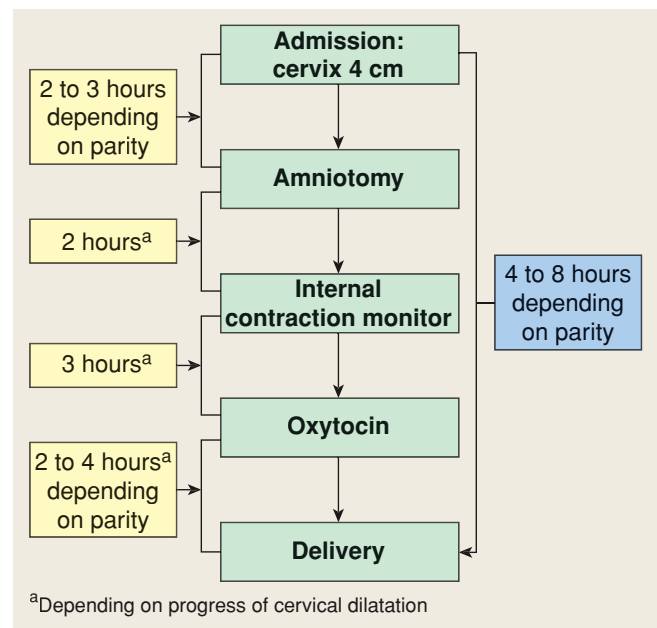 Admission:
cervix 4 cm
2 to 3 hours
depending
on parity
Amniotomy
2 hoursᵃ
Internal
contraction monitor
4 to 8 hours
depending
on parity
3 hoursᵃ
Oxytocin
2 to 4 hoursᵃ
depending
on parity
Delivery
ᵃDepending on progress of cervical dilatation